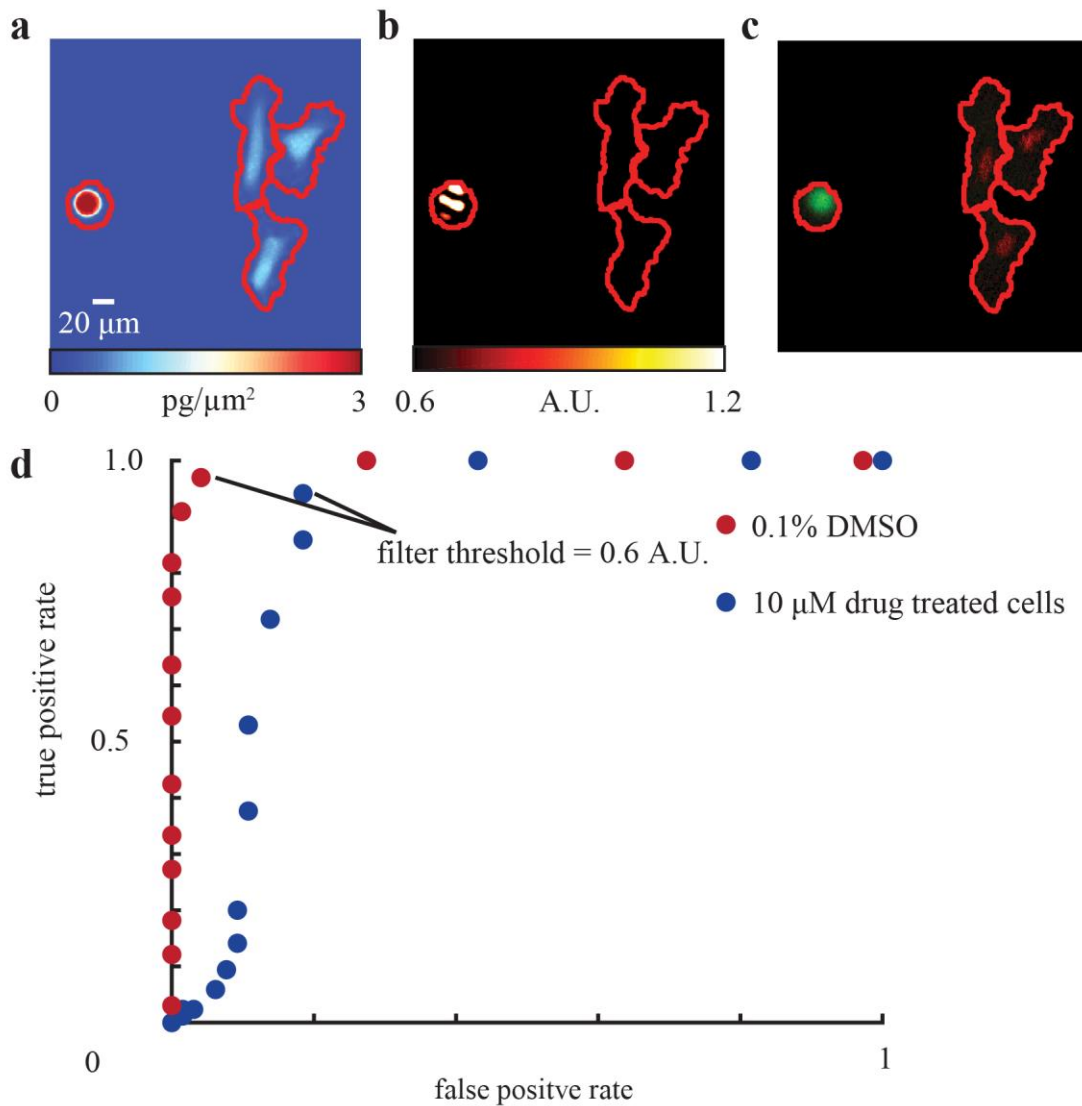 a
b
c
20 μm
0 pg/μm² 3
0.6 A.U. 1.2
d
1.0
0.5
0
1
true positive rate
false positve rate
filter threshold = 0.6 A.U.
0.1% DMSO
10 μM drug treated cells